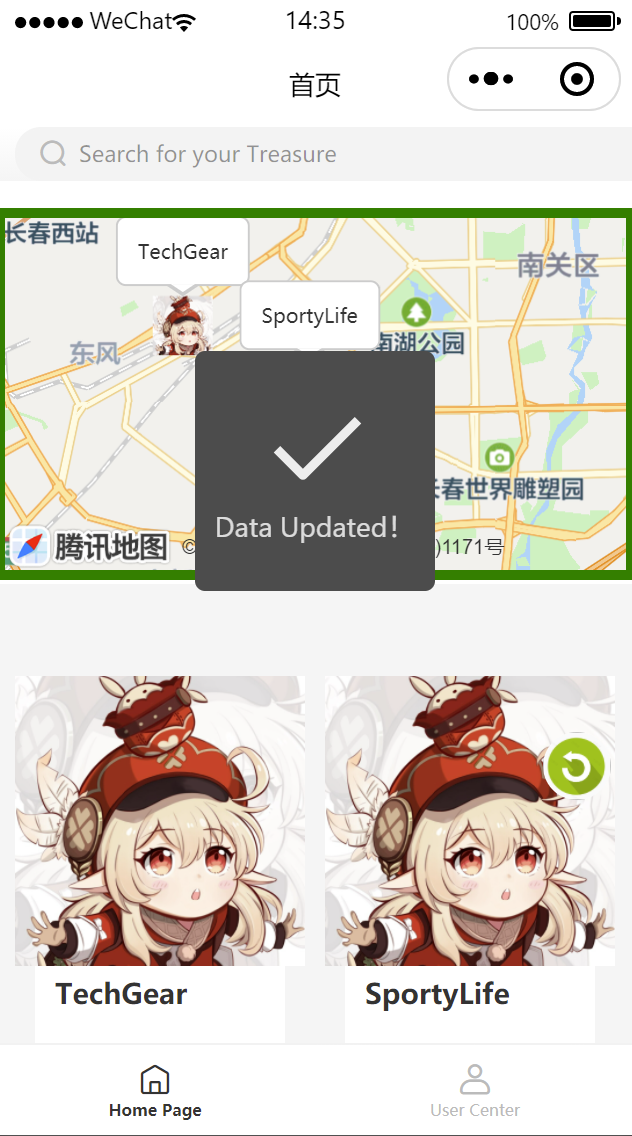 WeChat 14:35 100%
首页
Search for your Treasure
长春西站
TechGear
南关区
SportyLife
东风
南湖公园
长春世界雕塑园
Data Updated!
腾讯地图 © )1171号
TechGear SportyLife
Home Page User Center